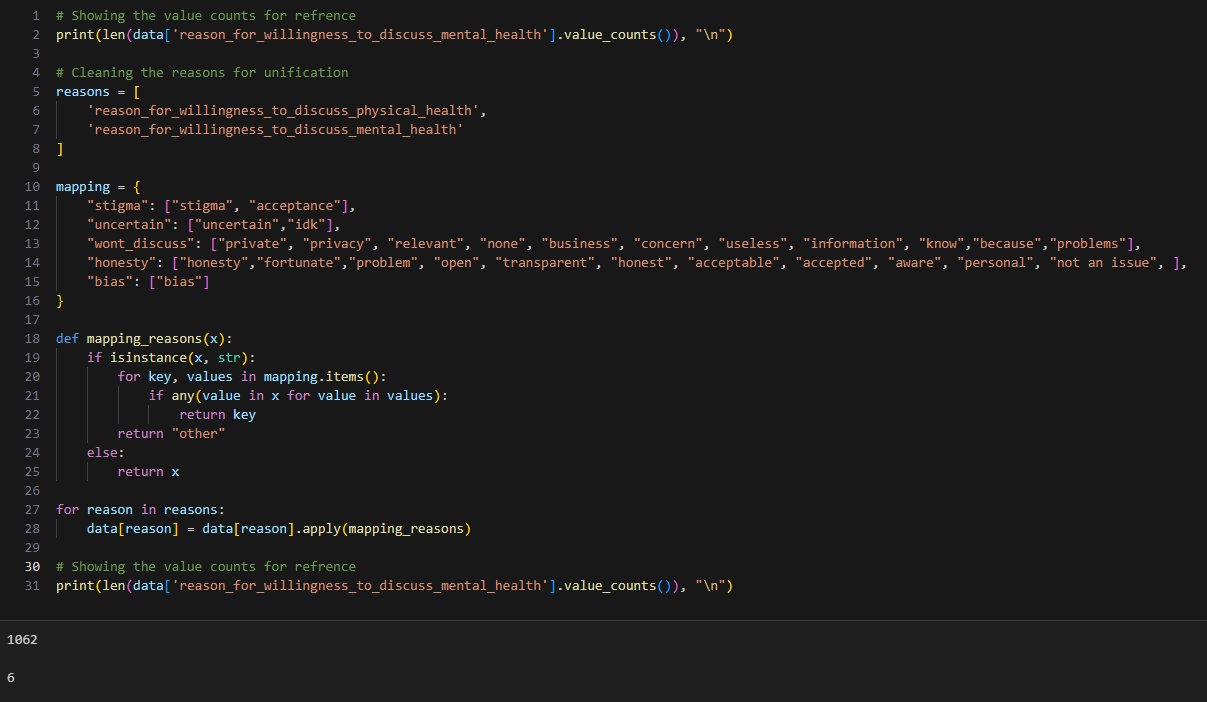 1 # Showing the value counts for refrence
2 print(len(data['reason_for_willingness_to_discuss_mental_health'].value_counts()), "\n")
3
4 # Cleaning the reasons for unification
5 reasons = [
6     'reason_for_willingness_to_discuss_physical_health',
7     'reason_for_willingness_to_discuss_mental_health'
8 ]
9
10 mapping = {
11     "stigma": ["stigma", "acceptance"],
12     "uncertain": ["uncertain","idk"],
13     "wont_discuss": ["private", "privacy", "relevant", "none", "business", "concern", "useless", "information", "know","because","problems"],
14     "honesty": ["honesty","fortunate","problem", "open", "transparent", "honest", "acceptable", "accepted", "aware", "personal", "not an issue", ],
15     "bias": ["bias"]
16 }
17
18 def mapping_reasons(x):
19     if isinstance(x, str):
20         for key, values in mapping.items():
21             if any(value in x for value in values):
22                 return key
23         return "other"
24     else:
25         return x
26
27 for reason in reasons:
28     data[reason] = data[reason].apply(mapping_reasons)
29
30 # Showing the value counts for refrence
31 print(len(data['reason_for_willingness_to_discuss_mental_health'].value_counts()), "\n")
1062
6